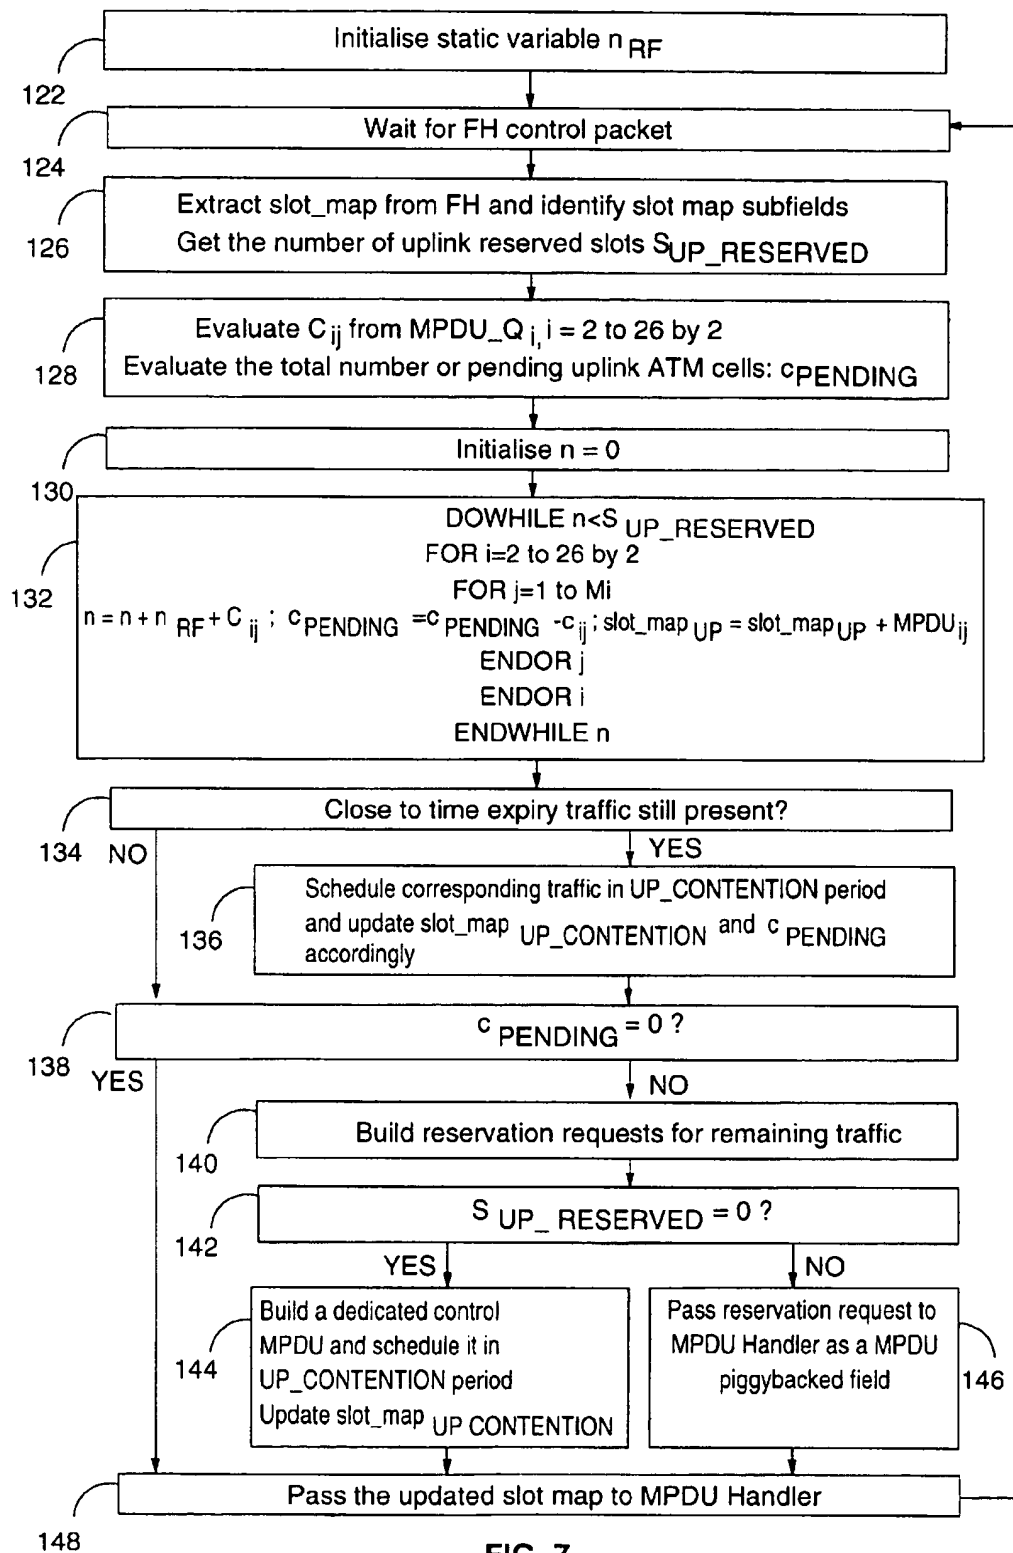 Initialise static variable n RF
122
Wait for FH control packet
124
Extract slot_map from FH and identify slot map subfields
Get the number of uplink reserved slots S UP_RESERVED
126
Evaluate C ij from MPDU_Q i, i = 2 to 26 by 2
Evaluate the total number or pending uplink ATM cells: c PENDING
128
Initialise n = 0
130
DOWHILE n<S UP_RESERVED
FOR i=2 to 26 by 2
FOR j=1 to Mi
n = n + n RF + C ij ; c PENDING =c PENDING -c ij ; slot_map UP = slot_map UP + MPDU ij
ENDOR j
ENDOR i
ENDWHILE n
132
Close to time expiry traffic still present?
134 NO YES
Schedule corresponding traffic in UP_CONTENTION period
and update slot_map UP_CONTENTION and c PENDING
accordingly
136
c PENDING = 0 ?
138 YES NO
Build reservation requests for remaining traffic
140
S UP_ RESERVED = 0 ?
142
YES NO
Build a dedicated control
MPDU and schedule it in
UP_CONTENTION period
Update slot_map UP CONTENTION
144
Pass reservation request to
MPDU Handler as a MPDU
piggybacked field
146
Pass the updated slot map to MPDU Handler
148
FIG. 7